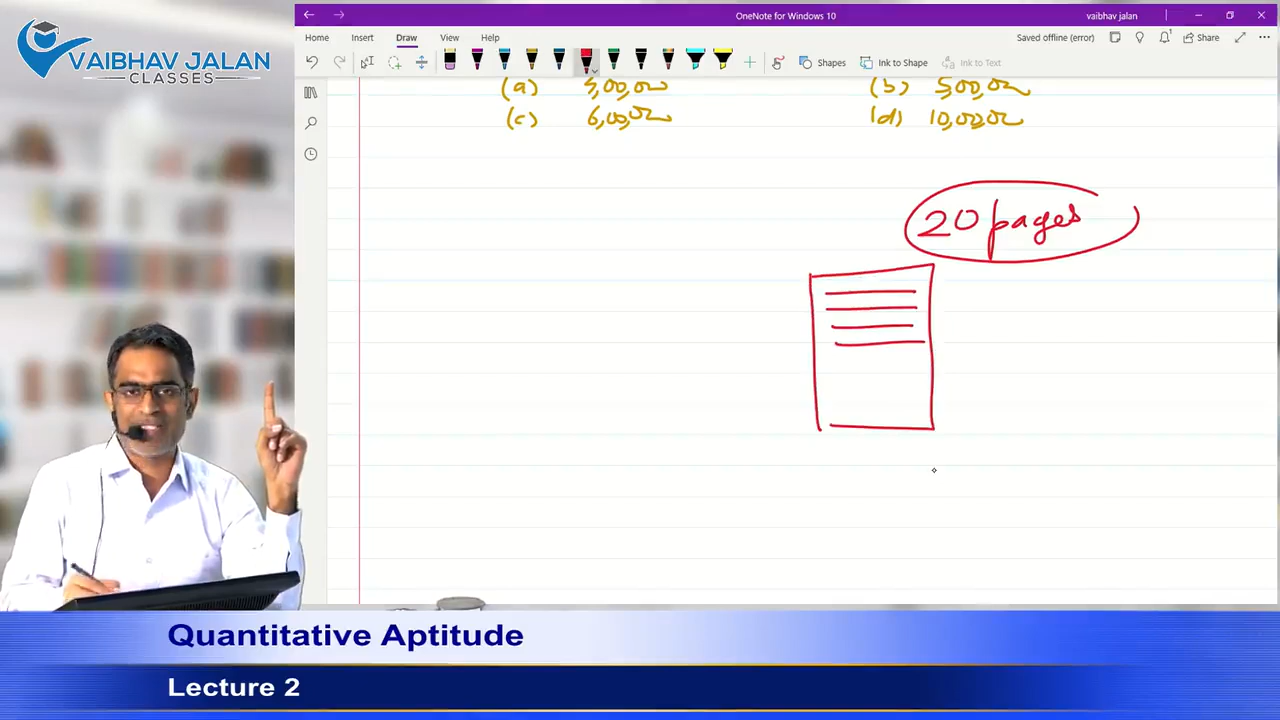 VAIBHAV JALAN
CLASSES
OneNote for Windows 10
vaibhav jalan
Home Insert Draw View Help
Saved offline (error)
Share
Shapes
Ink to Shape
Ink to Text
(a) 5,00,000 (b) 5,00,000
(c) 6,00,000 (d) 10,00,000
20 pages
Quantitative Aptitude
Lecture 2